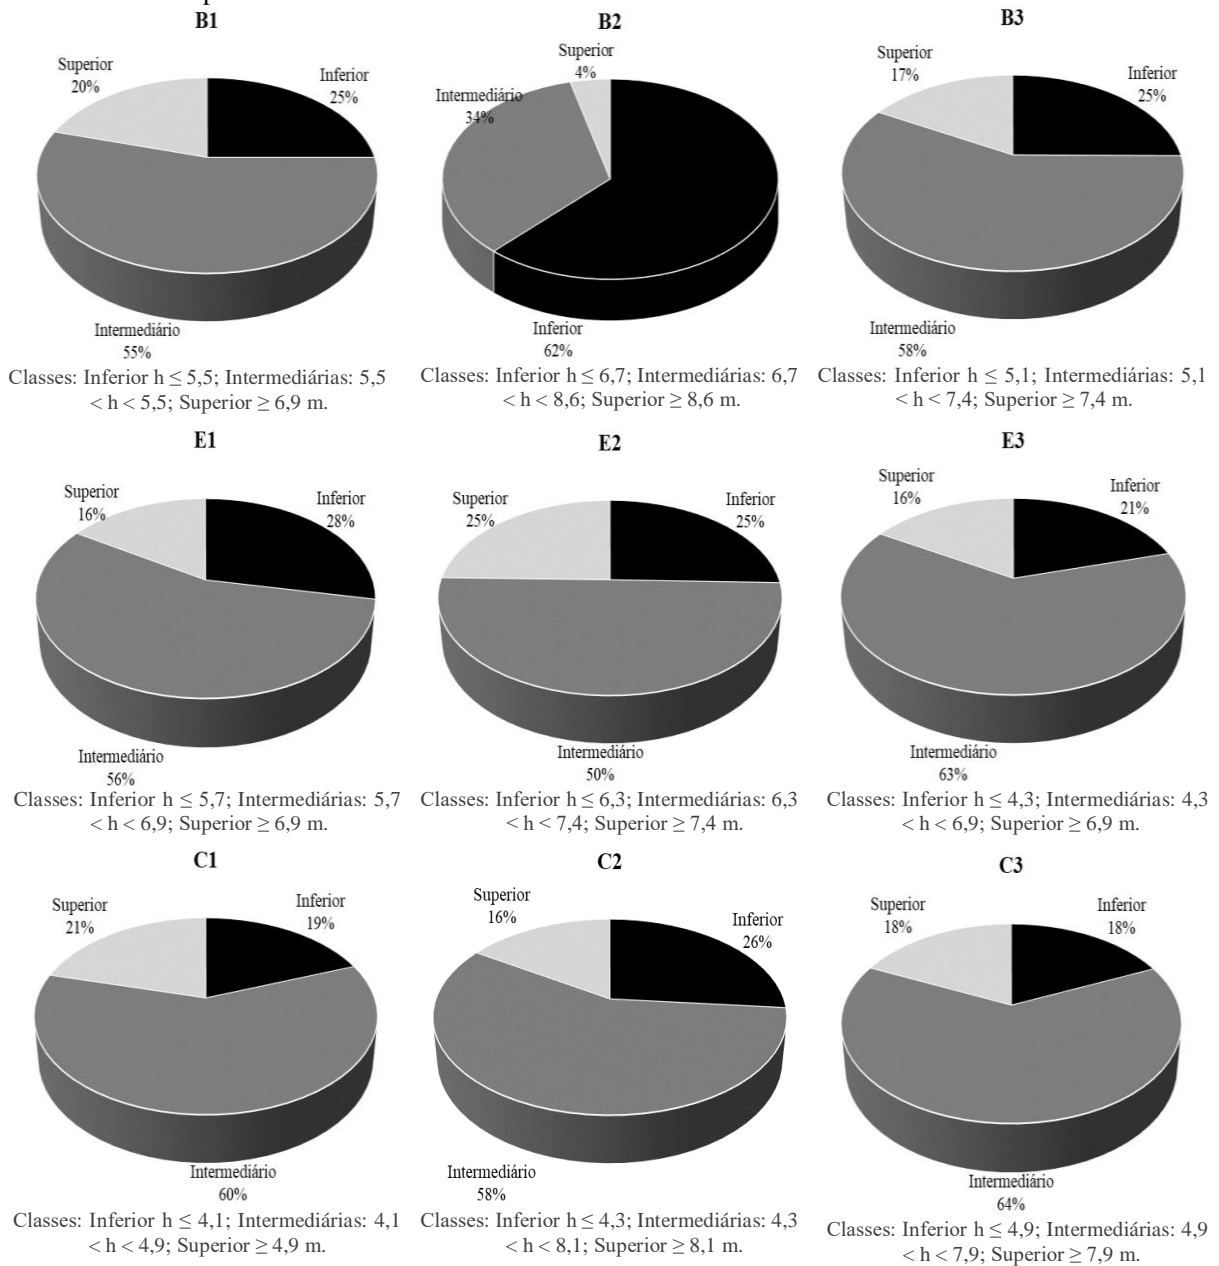 B1
B2
B3
Superior
20%
Inferior
25%
Intermediário
55%
Superior
4%
Intermediário
34%
Inferior
62%
Superior
17%
Inferior
25%
Intermediário
58%
Classes: Inferior h ≤ 5,5; Intermediárias: 5,5
< h < 5,5; Superior ≥ 6,9 m.
Classes: Inferior h ≤ 6,7; Intermediárias: 6,7
< h < 8,6; Superior ≥ 8,6 m.
Classes: Inferior h ≤ 5,1; Intermediárias: 5,1
< h < 7,4; Superior ≥ 7,4 m.
E1
E2
E3
Superior
16%
Inferior
28%
Intermediário
56%
Superior
25%
Inferior
25%
Intermediário
50%
Superior
16%
Inferior
21%
Intermediário
63%
Classes: Inferior h ≤ 5,7; Intermediárias: 5,7
< h < 6,9; Superior ≥ 6,9 m.
Classes: Inferior h ≤ 6,3; Intermediárias: 6,3
< h < 7,4; Superior ≥ 7,4 m.
Classes: Inferior h ≤ 4,3; Intermediárias: 4,3
< h < 6,9; Superior ≥ 6,9 m.
C1
C2
C3
Superior
21%
Inferior
19%
Intermediário
60%
Superior
16%
Inferior
26%
Intermediário
58%
Superior
18%
Inferior
18%
Intermediário
64%
Classes: Inferior h ≤ 4,1; Intermediárias: 4,1
< h < 4,9; Superior ≥ 4,9 m.
Classes: Inferior h ≤ 4,3; Intermediárias: 4,3
< h < 8,1; Superior ≥ 8,1 m.
Classes: Inferior h ≤ 4,9; Intermediárias: 4,9
< h < 7,9; Superior ≥ 7,9 m.